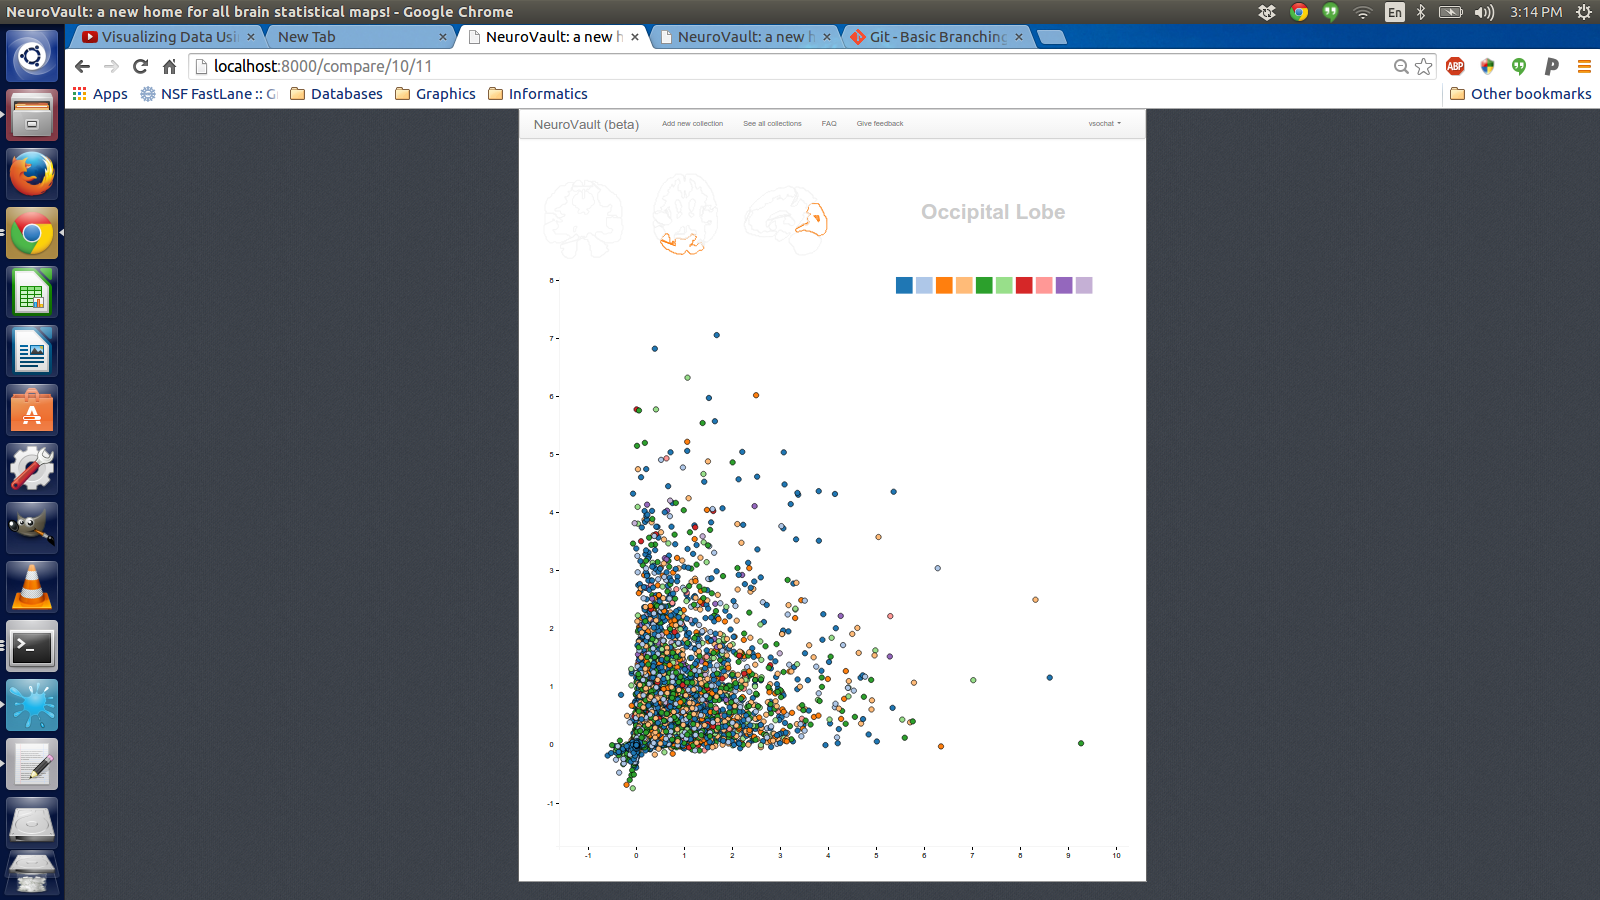 NeuroVault: a new home for all brain statistical maps! - Google Chrome
En
3:14 PM
Visualizing Data Usi
New Tab
NeuroVault: a new h
NeuroVault: a new h
Git - Basic Branching
localhost:8000/compare/10/11
ABP
Apps
NSF FastLane :: G
Databases
Graphics
Informatics
Other bookmarks
NeuroVault (beta)
Add new collection
See all collections
FAQ
Give feedback
vsochat
Occipital Lobe
8
7
6
5
4
3
2
1
0
-1
-1 0 1 2 3 4 5 6 7 8 9 10